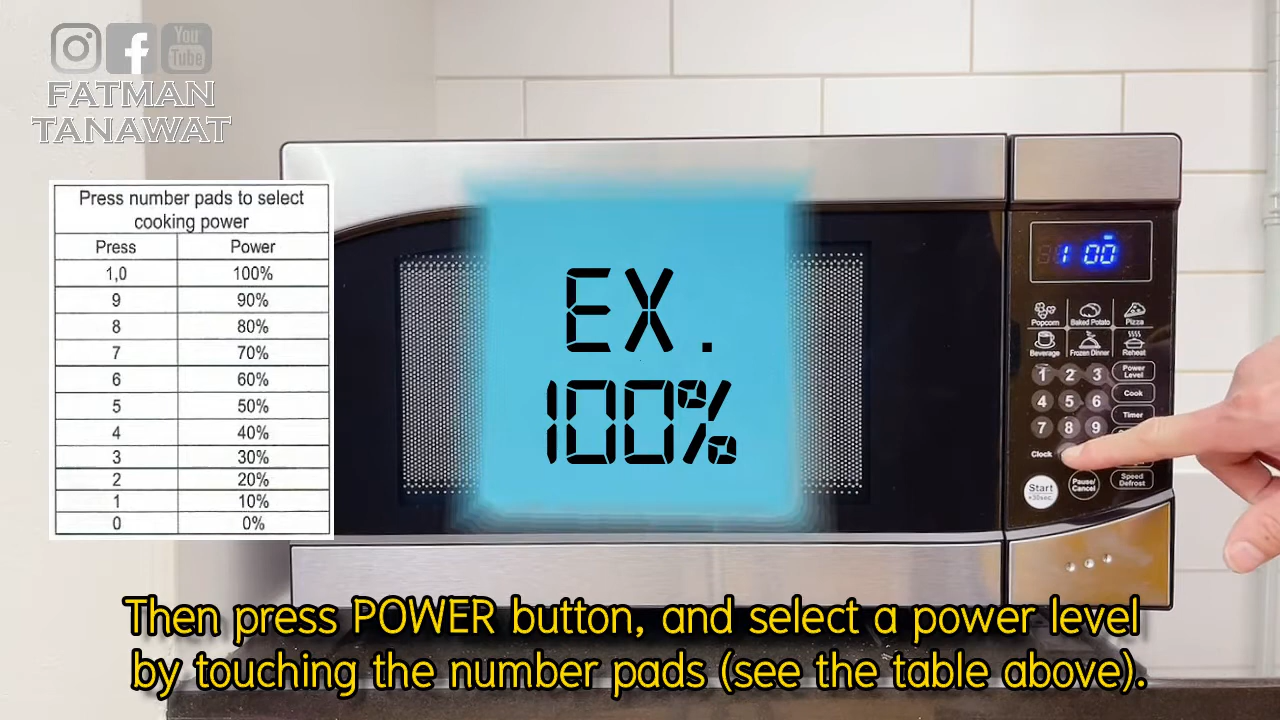 You
Tube
FATMAN
TANAWAT
Press number pads to select
cooking power
Press Power
1,0 100%
9 90%
8 80%
7 70%
6 60%
5 50%
4 40%
3 30%
2 20%
1 10%
0 0%
EX.
100%
1 00
Popcorn Baked Potato Pizza
Beverage Frozen Dinner Reheat
1 2 3 Power Level
4 5 6 Cook
7 8 9 Timer
Clock
Start +30sec. Pause/Cancel Speed Defrost
Then press POWER button, and select a power level
by touching the number pads (see the table above).